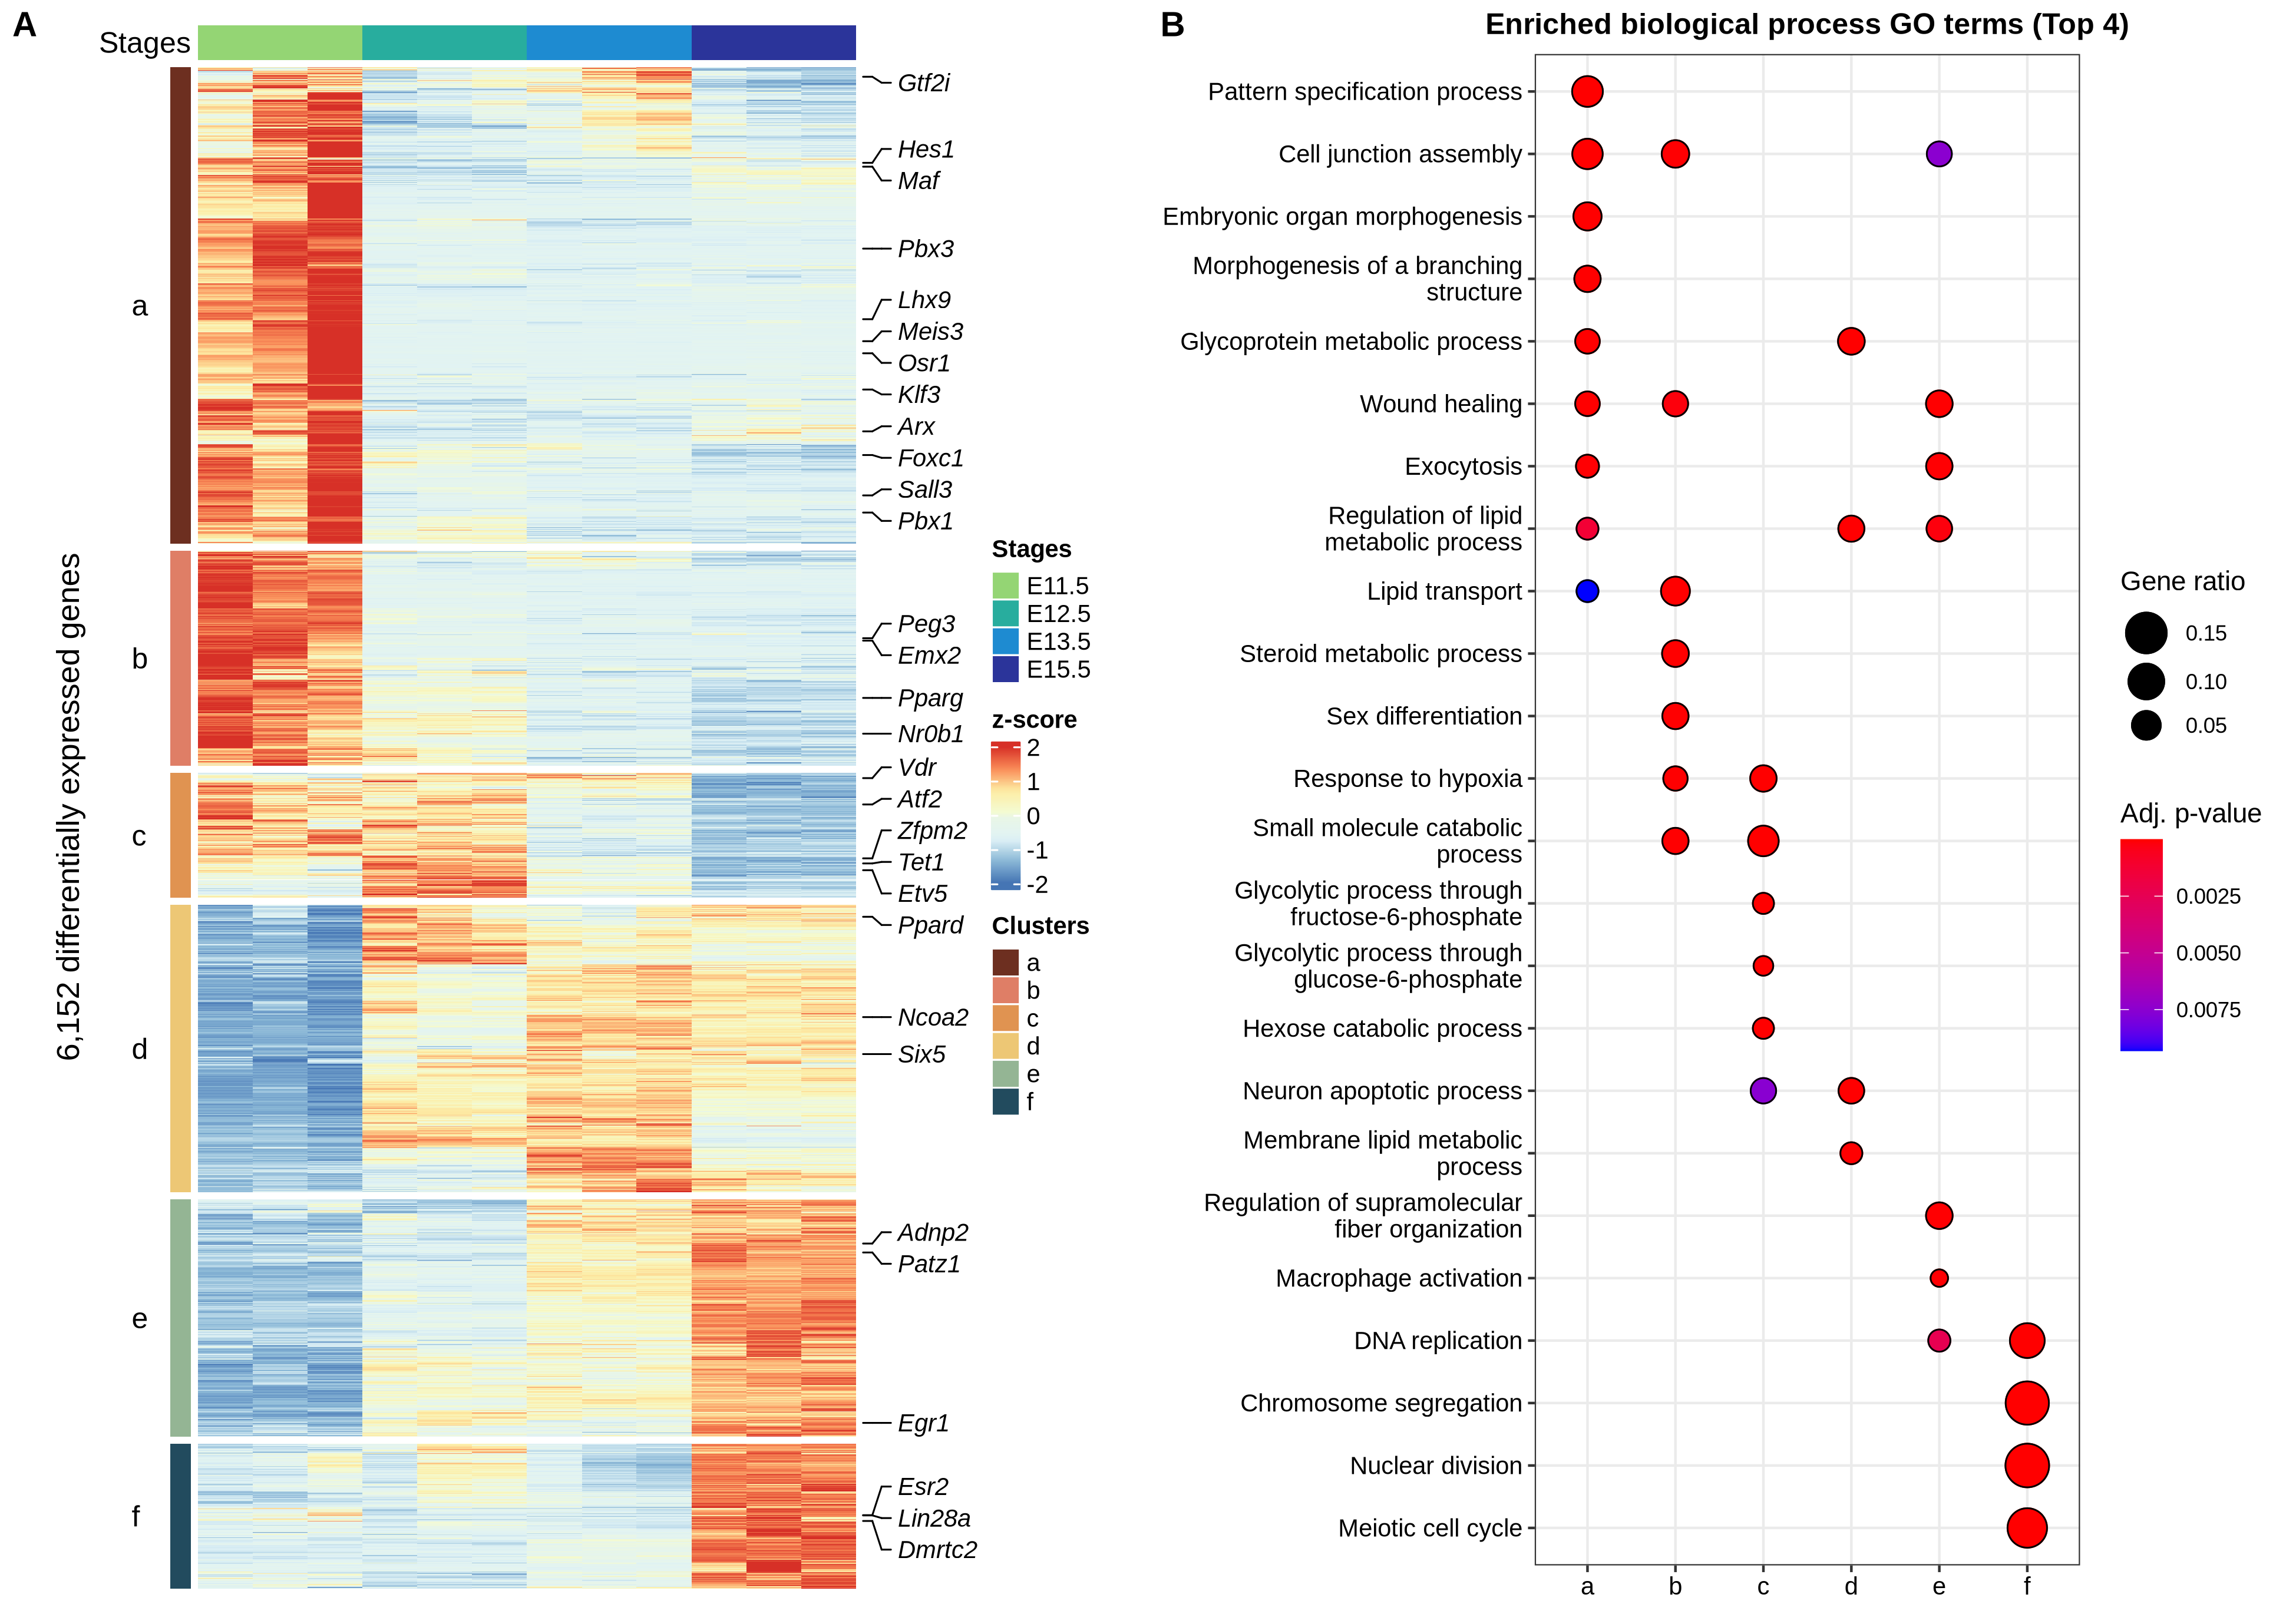 A
Stages
6,152 differentially expressed genes
a
b
c
d
e
f
Gtf2i
Hes1
Maf
Pbx3
Lhx9
Meis3
Osr1
Klf3
Arx
Foxc1
Sall3
Pbx1
Peg3
Emx2
Pparg
Nr0b1
Vdr
Atf2
Zfpm2
Tet1
Etv5
Ppard
Ncoa2
Six5
Adnp2
Patz1
Egr1
Esr2
Lin28a
Dmrtc2
Stages
E11.5
E12.5
E13.5
E15.5
z-score
2
1
0
-1
-2
Clusters
a
b
c
d
e
f
B
Enriched biological process GO terms (Top 4)
Pattern specification process
Cell junction assembly
Embryonic organ morphogenesis
Morphogenesis of a branching
structure
Glycoprotein metabolic process
Wound healing
Exocytosis
Regulation of lipid
metabolic process
Lipid transport
Steroid metabolic process
Sex differentiation
Response to hypoxia
Small molecule catabolic
process
Glycolytic process through
fructose-6-phosphate
Glycolytic process through
glucose-6-phosphate
Hexose catabolic process
Neuron apoptotic process
Membrane lipid metabolic
process
Regulation of supramolecular
fiber organization
Macrophage activation
DNA replication
Chromosome segregation
Nuclear division
Meiotic cell cycle
a b c d e f
Gene ratio
0.15
0.10
0.05
Adj. p-value
0.0025
0.0050
0.0075